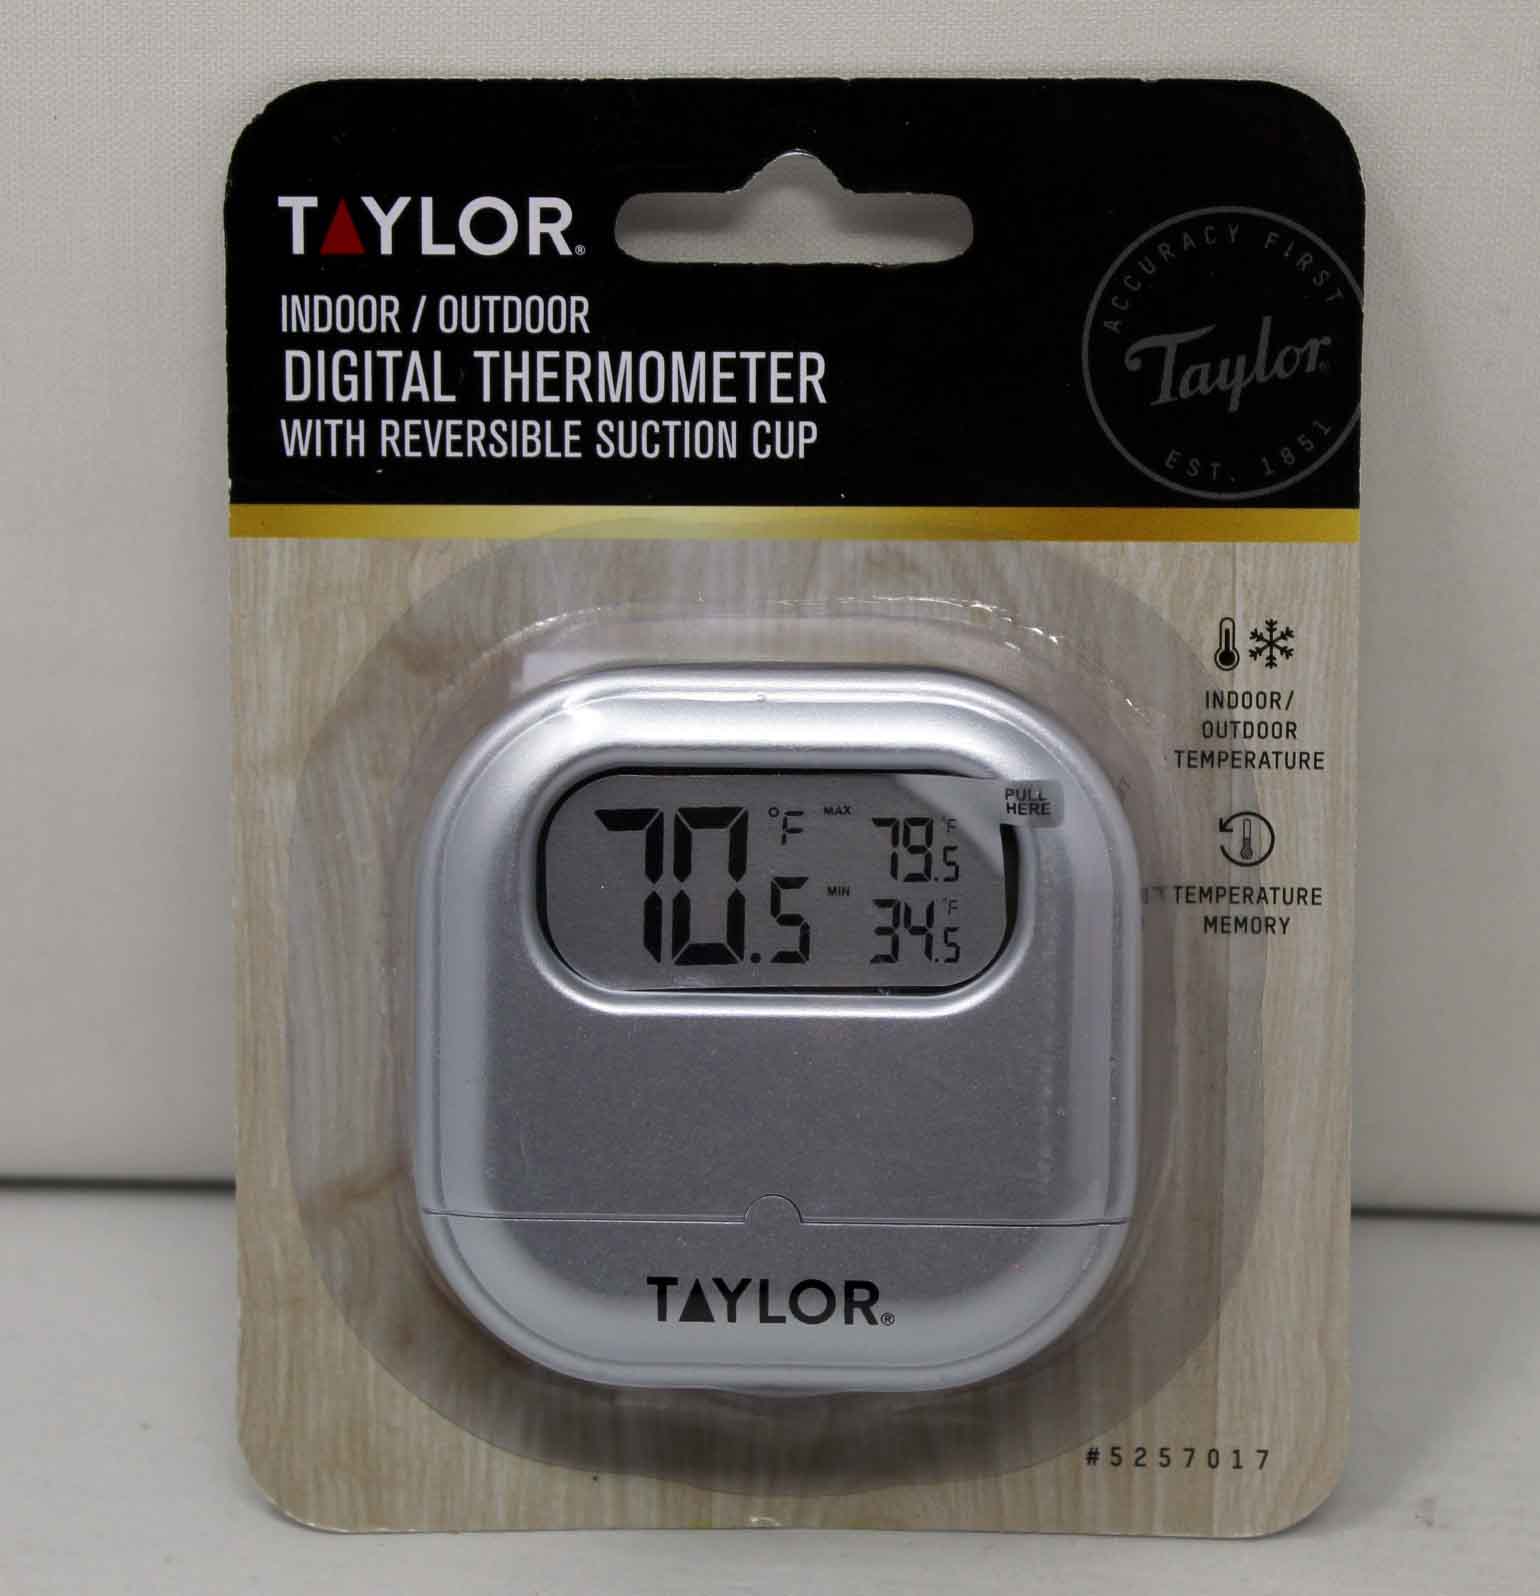 TAYLOR®
INDOOR / OUTDOOR
DIGITAL THERMOMETER
WITH REVERSIBLE SUCTION CUP
ACCURACY FIRST
Taylor®
EST. 1851
INDOOR/
OUTDOOR
TEMPERATURE
TEMPERATURE
MEMORY
PULL
HERE
70.5 °F
MAX 79.5 °F
MIN 34.5 °F
TAYLOR®
#5257017